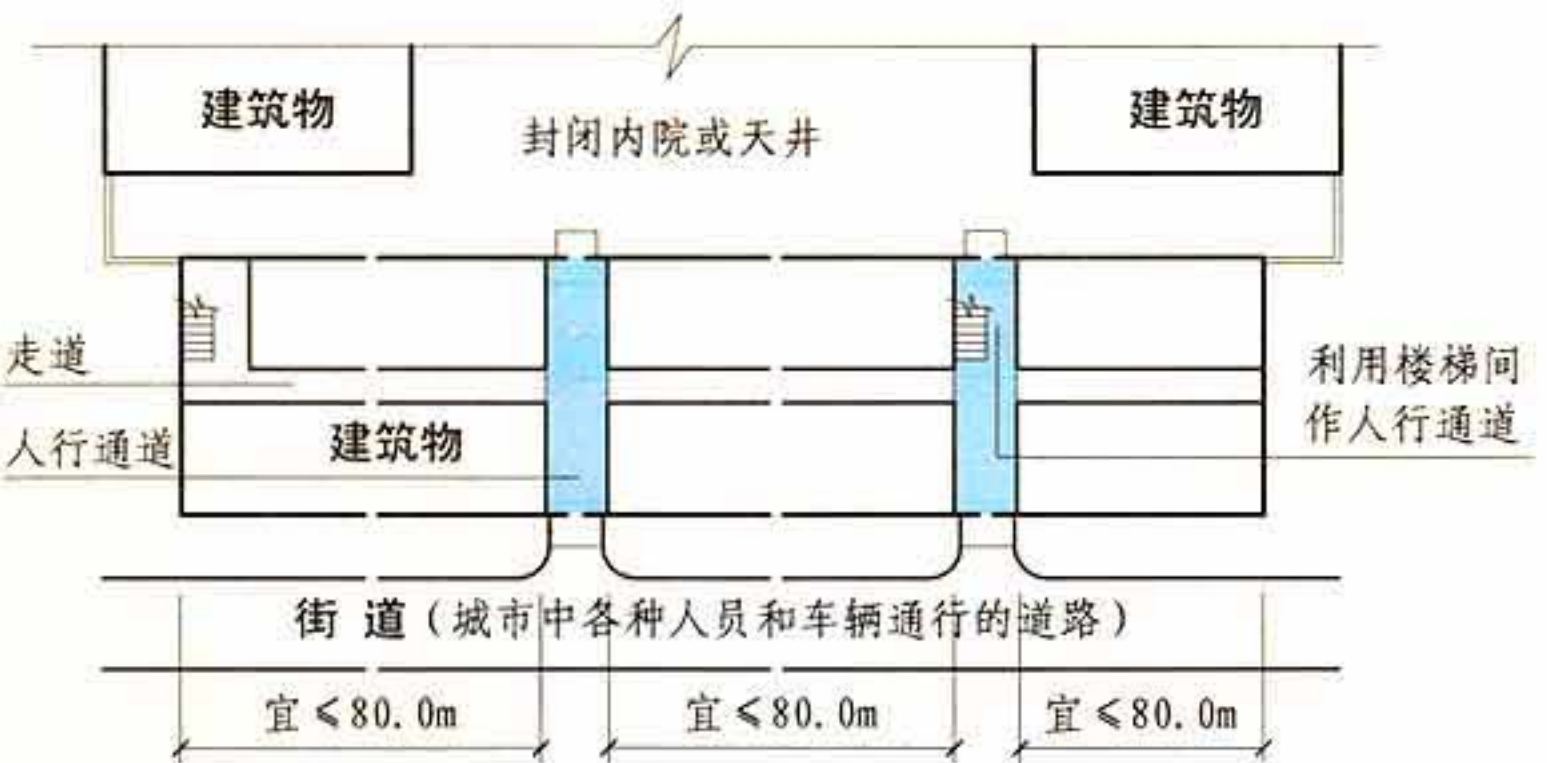 建筑物
建筑物
封闭内院或天井
走道
利用楼梯间
作人行通道
人行通道
建筑物
街 道（城市中各种人员和车辆通行的道路）
宜≤80.0m
宜≤80.0m
宜≤80.0m